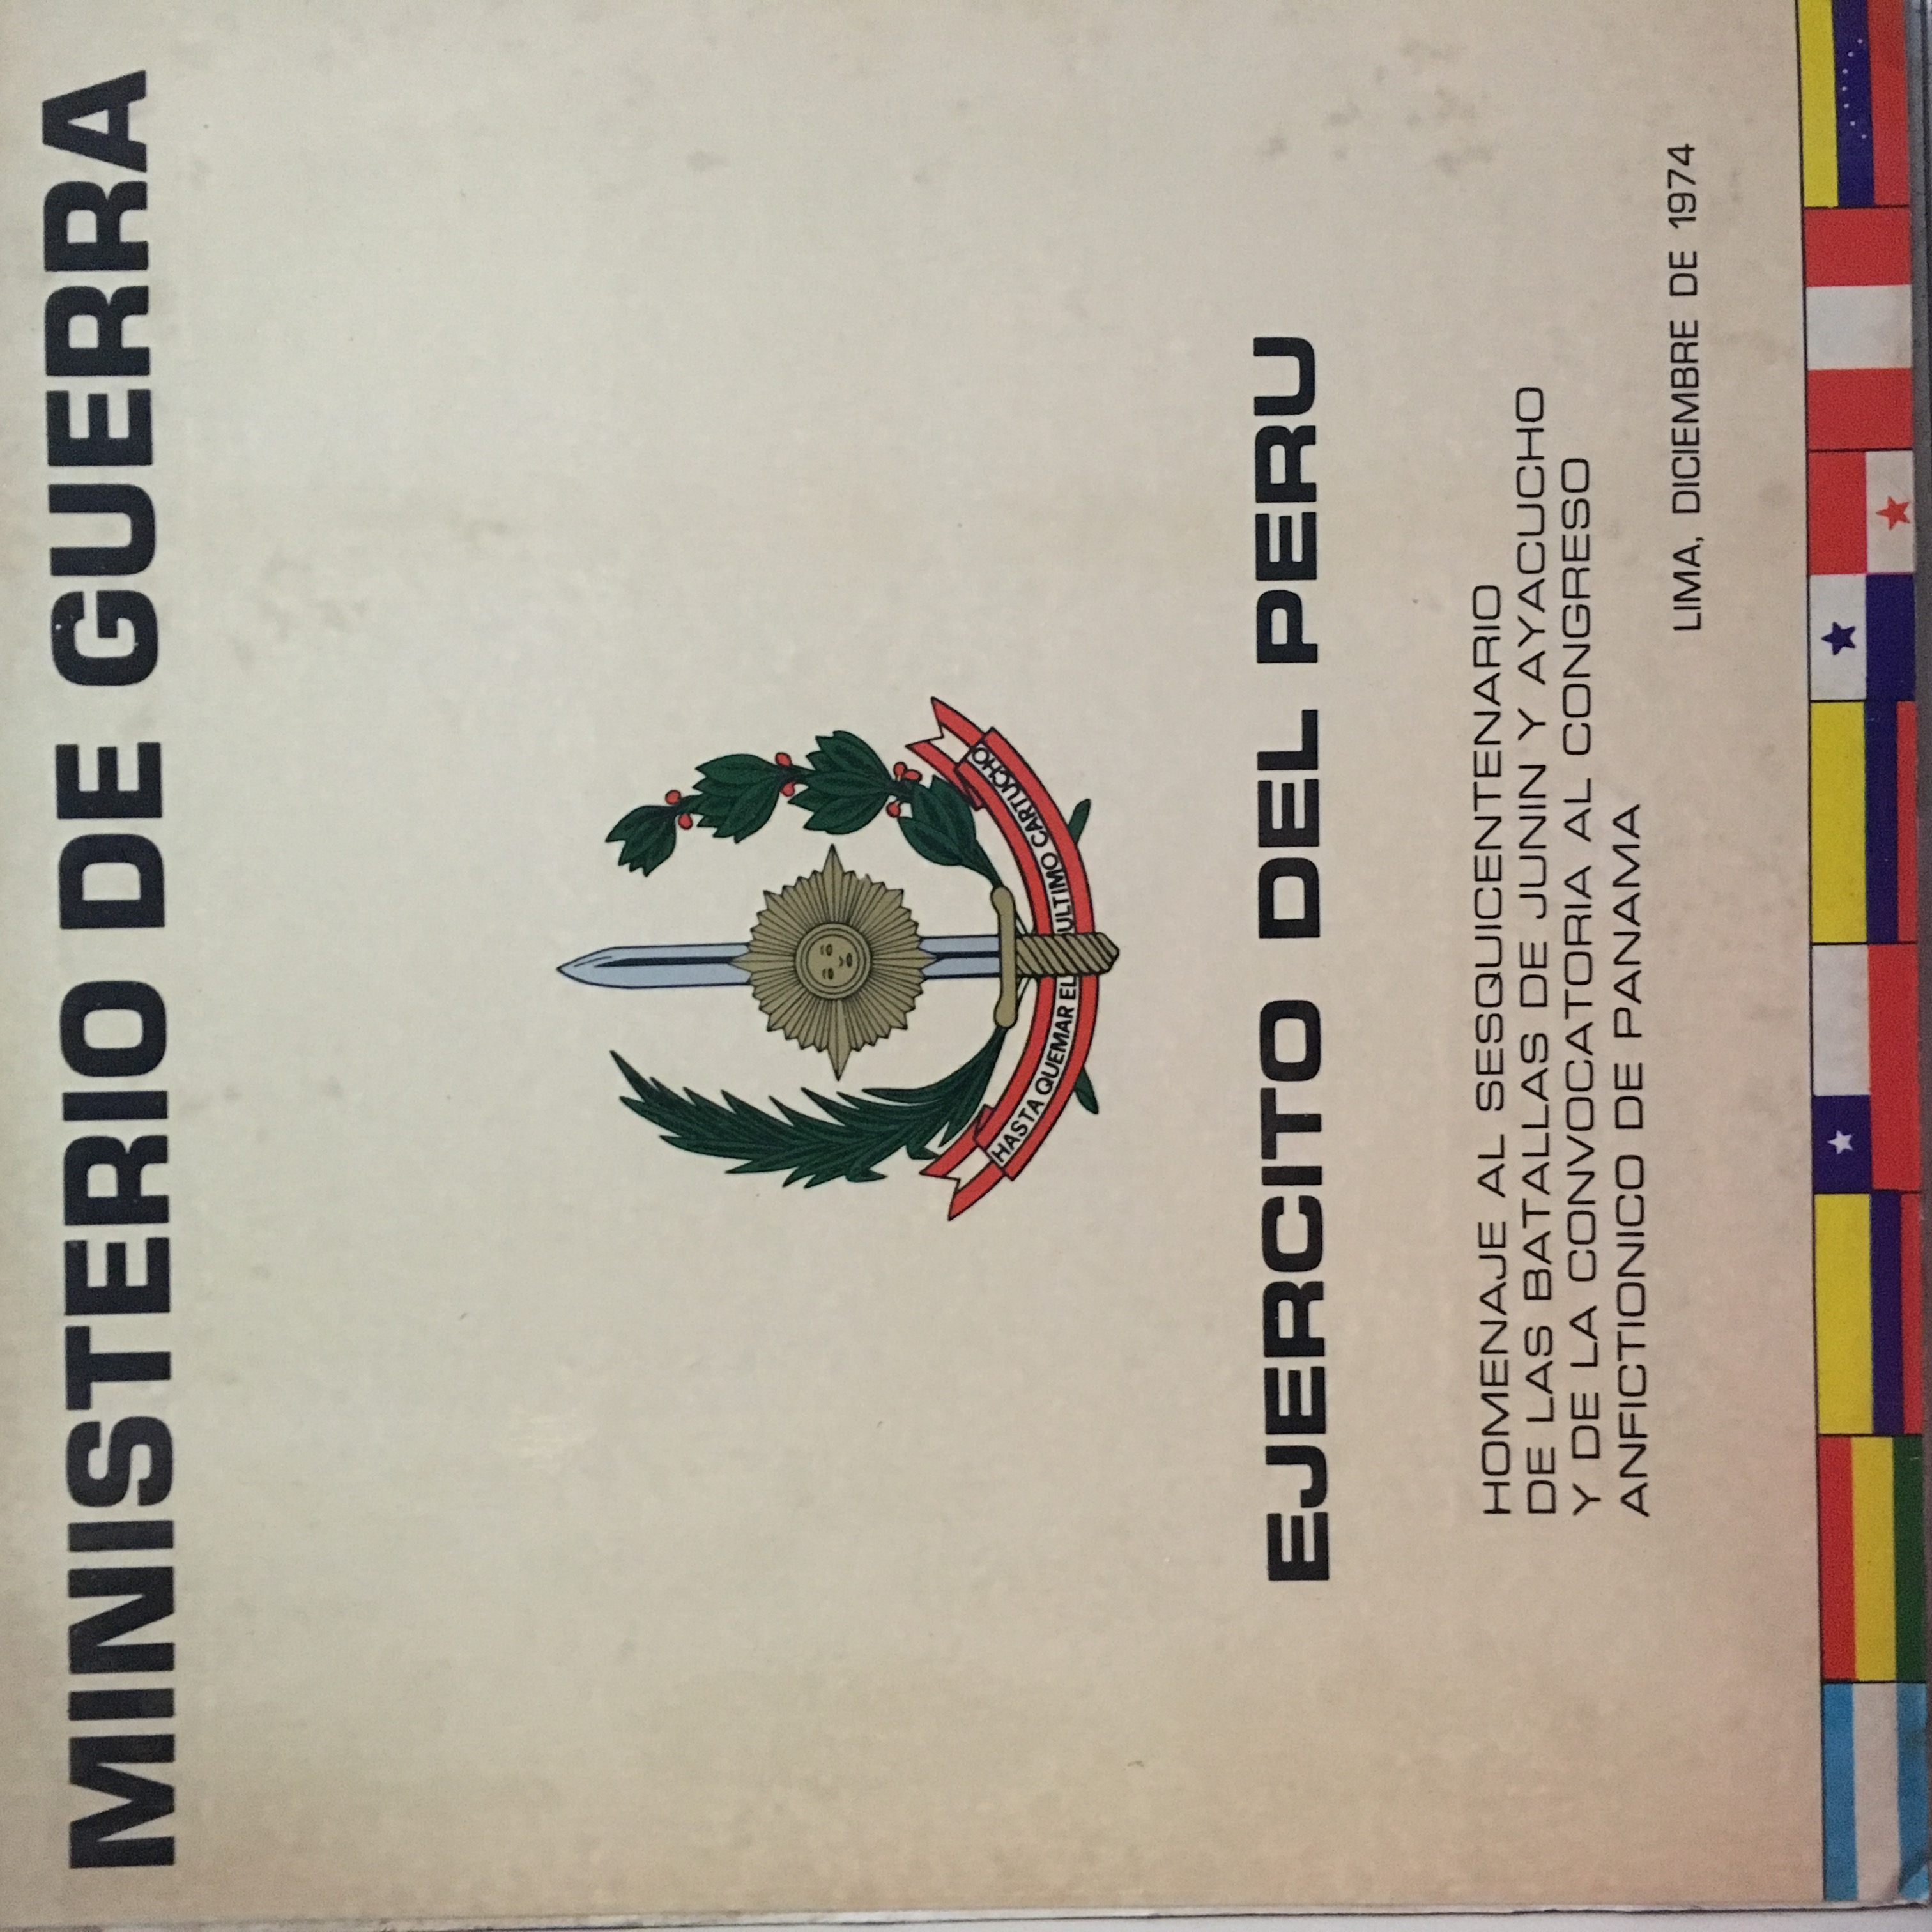 MINISTERIO DE GUERRA
HASTA QUEMAR EL ULTIMO CARTUCHO
EJERCITO DEL PERU
HOMENAJE AL SESQUICENTENARIO
DE LAS BATALLAS DE JUNIN Y AYACUCHO
Y DE LA CONVOCATORIA AL CONGRESO
ANFICTIONICO DE PANAMA
LIMA, DICIEMBRE DE 1974